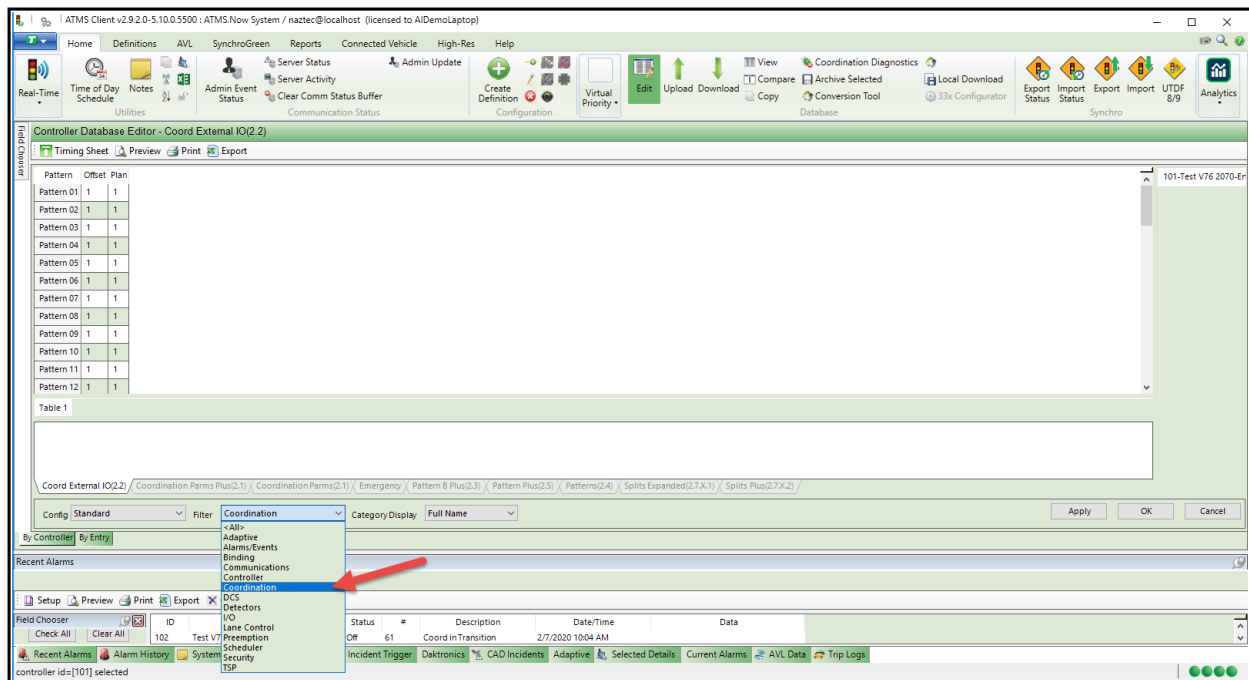 ATMS Client v2.9.2.0-5.10.0.5500 : ATMS.Now System / naztec@localhost (licensed to AIDemoLaptop)
Home Definitions AVL SynchroGreen Reports Connected Vehicle High-Res Help
Real-Time
Time of Day Schedule
Notes
Utilities
Admin Event Status
Server Status
Server Activity
Clear Comm Status Buffer
Admin Update
Communication Status
Create Definition
Configuration
Virtual Priority
Edit Upload Download
View
Compare
Copy
Coordination Diagnostics
Archive Selected
Conversion Tool
Local Download
33x Configurator
Database
Export Status
Import Status
Export
Import
UTDF 8/9
Synchro
Analytics
Field Chooser
Controller Database Editor - Coord External IO(2.2)
Timing Sheet Preview Print Export
Pattern Offset Plan
Pattern 01 1 1
Pattern 02 1 1
Pattern 03 1 1
Pattern 04 1 1
Pattern 05 1 1
Pattern 06 1 1
Pattern 07 1 1
Pattern 08 1 1
Pattern 09 1 1
Pattern 10 1 1
Pattern 11 1 1
Pattern 12 1 1
101-Test V76 2070-En
Table 1
Coord External IO(2.2) Coordination Parms Plus(2.1) Coordination Parms(2.1) Emergency Pattern B Plus(2.3) Pattern Plus(2.5) Patterns(2.4) Splits Expanded(2.7.X.1) Splits Plus(2.7.X.2)
Config Standard Filter Coordination Category Display Full Name Apply OK Cancel
<All>
Adaptive
Alarms/Events
Binding
Communications
Controller
Coordination
DCS
Detectors
I/O
Lane Control
Preemption
Scheduler
Security
TSP
By Controller By Entry
Recent Alarms
Setup Preview Print Export
Field Chooser
Check All Clear All
ID Status # Description Date/Time Data
102 Test V7 Off 61 Coord in Transition 2/7/2020 10:04 AM
Recent Alarms Alarm History System Incident Trigger Daktronics CAD Incidents Adaptive Selected Details Current Alarms AVL Data Trip Logs
controller id=[101] selected